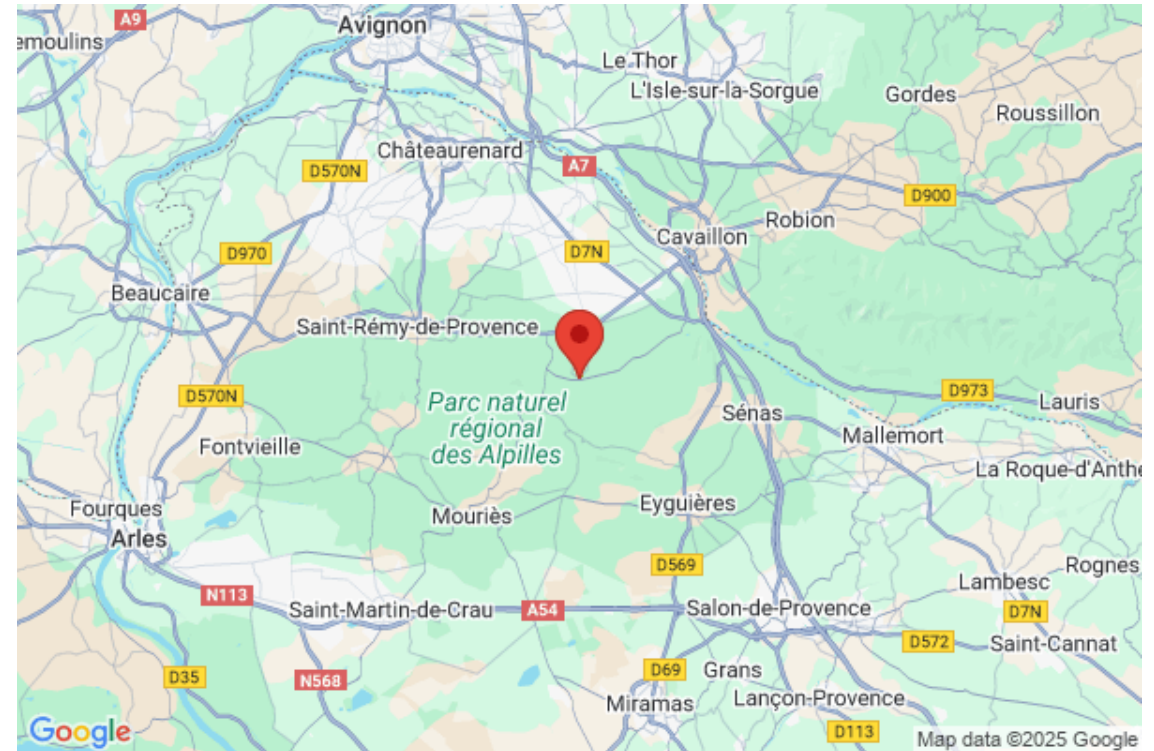 A9
Avignon
emoulins
Le Thor
L'Isle-sur-la-Sorgue
Gordes
Roussillon
Châteaurenard
A7
D570N
D900
Robion
Cavaillon
D970
D7N
Beaucaire
Saint-Rémy-de-Provence
D570N
Parc naturel
régional
des Alpilles
D973
Lauris
Sénas
Mallemort
Fontvieille
La Roque-d'Anthe
Eyguières
Fourques
Mouriès
Arles
D569
Rognes
Lambesc
N113
Saint-Martin-de-Crau
A54
Salon-de-Provence
D7N
D572
Saint-Cannat
D35
N568
D69
Grans
Miramas
Lançon-Provence
D113
Google
Map data ©2025 Google